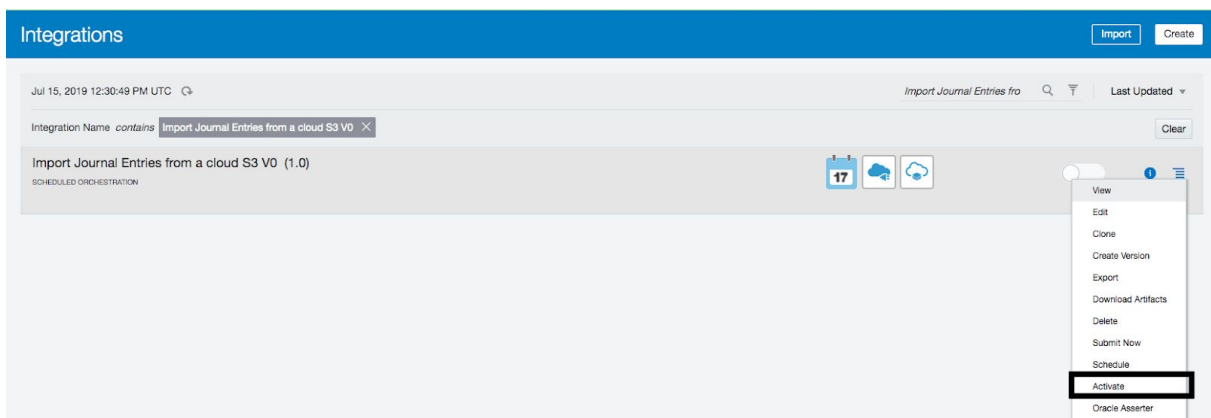 Integrations
Import
Create
Jul 15, 2019 12:30:49 PM UTC
Import Journal Entries fro
Last Updated
Integration Name contains Import Journal Entries from a cloud S3 V0
Clear
Import Journal Entries from a cloud S3 V0 (1.0)
SCHEDULED ORCHESTRATION
17
View
Edit
Clone
Create Version
Export
Download Artifacts
Delete
Submit Now
Schedule
Activate
Oracle Asserter